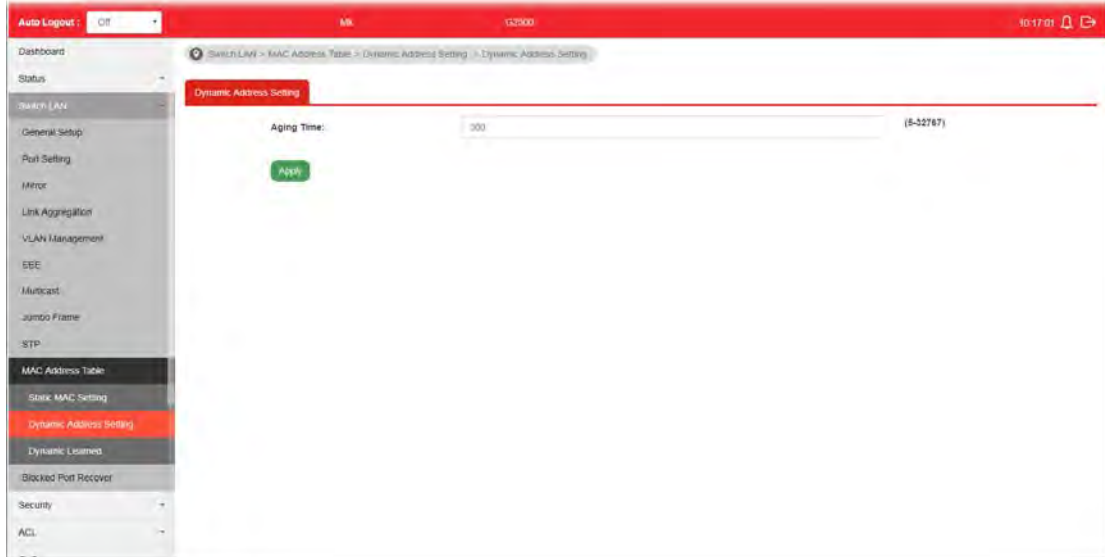 Auto Logout : Off
G2500
10:17:01
Dashboard
Switch LAN > MAC Address Table > Dynamic Address Setting > Dynamic Address Setting
Status
Dynamic Address Setting
Switch LAN
Aging Time: 300 (5-32767)
General Setup
Port Setting
Apply
Mirror
Link Aggregation
VLAN Management
EEE
Multicast
Jumbo Frame
STP
MAC Address Table
Static MAC Setting
Dynamic Address Setting
Dynamic Learned
Blocked Port Recover
Security
ACL